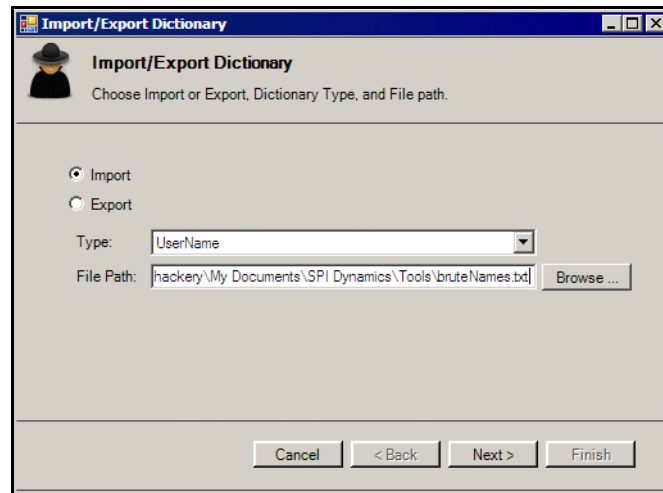 Import/Export Dictionary
Import/Export Dictionary
Choose Import or Export, Dictionary Type, and File path.
Import
Export
Type: UserName
File Path: hackery\My Documents\SPI Dynamics\Tools\bruteNames.txt Browse ...
Cancel < Back Next > Finish